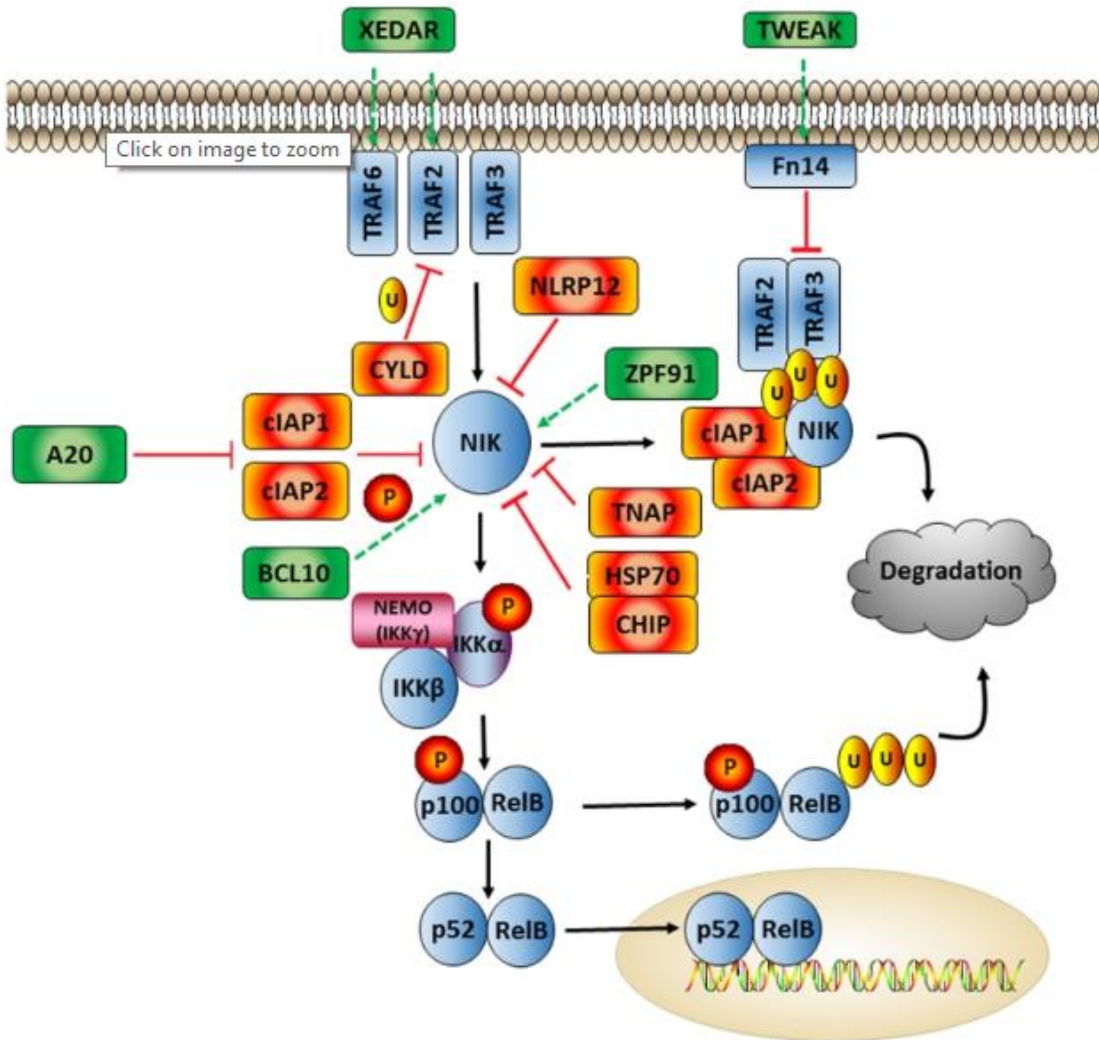 XEDAR
TWEAK
Click on image to zoom
TRAF6
TRAF2
TRAF3
Fn14
U
NLRP12
TRAF2
TRAF3
CYLD
ZPF91
U
U
U
cIAP1
NIK
cIAP1
NIK
A20
cIAP2
P
cIAP2
TNAP
BCL10
HSP70
Degradation
NEMO
(IKKγ)
P
CHIP
IKKα
IKKβ
P
p100
RelB
P
p100
RelB
U
U
U
p52
RelB
p52
RelB